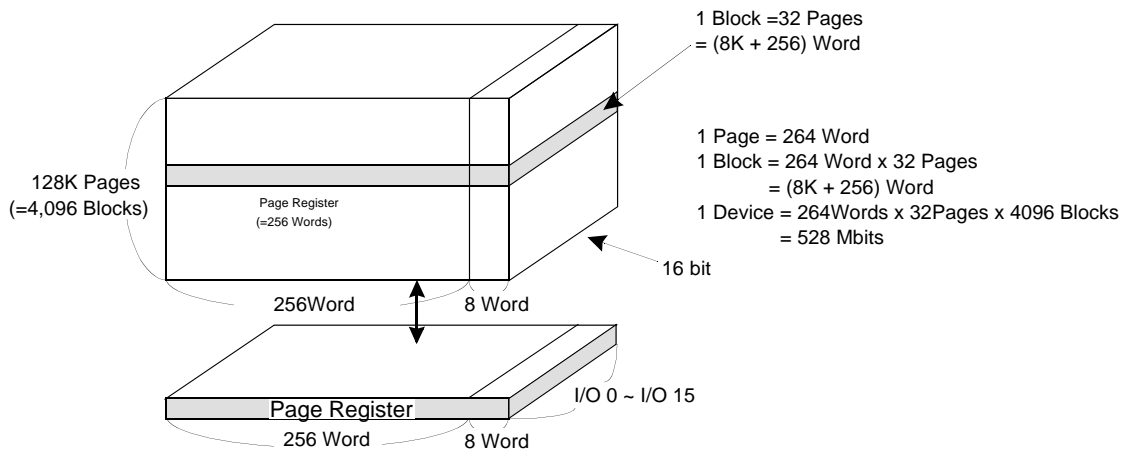 1 Block =32 Pages
= (8K + 256) Word
1 Page = 264 Word
1 Block = 264 Word x 32 Pages
= (8K + 256) Word
1 Device = 264Words x 32Pages x 4096 Blocks
= 528 Mbits
128K Pages
(=4,096 Blocks)
Page Register
(=256 Words)
16 bit
256Word
8 Word
I/O 0 ~ I/O 15
Page Register
256 Word
8 Word